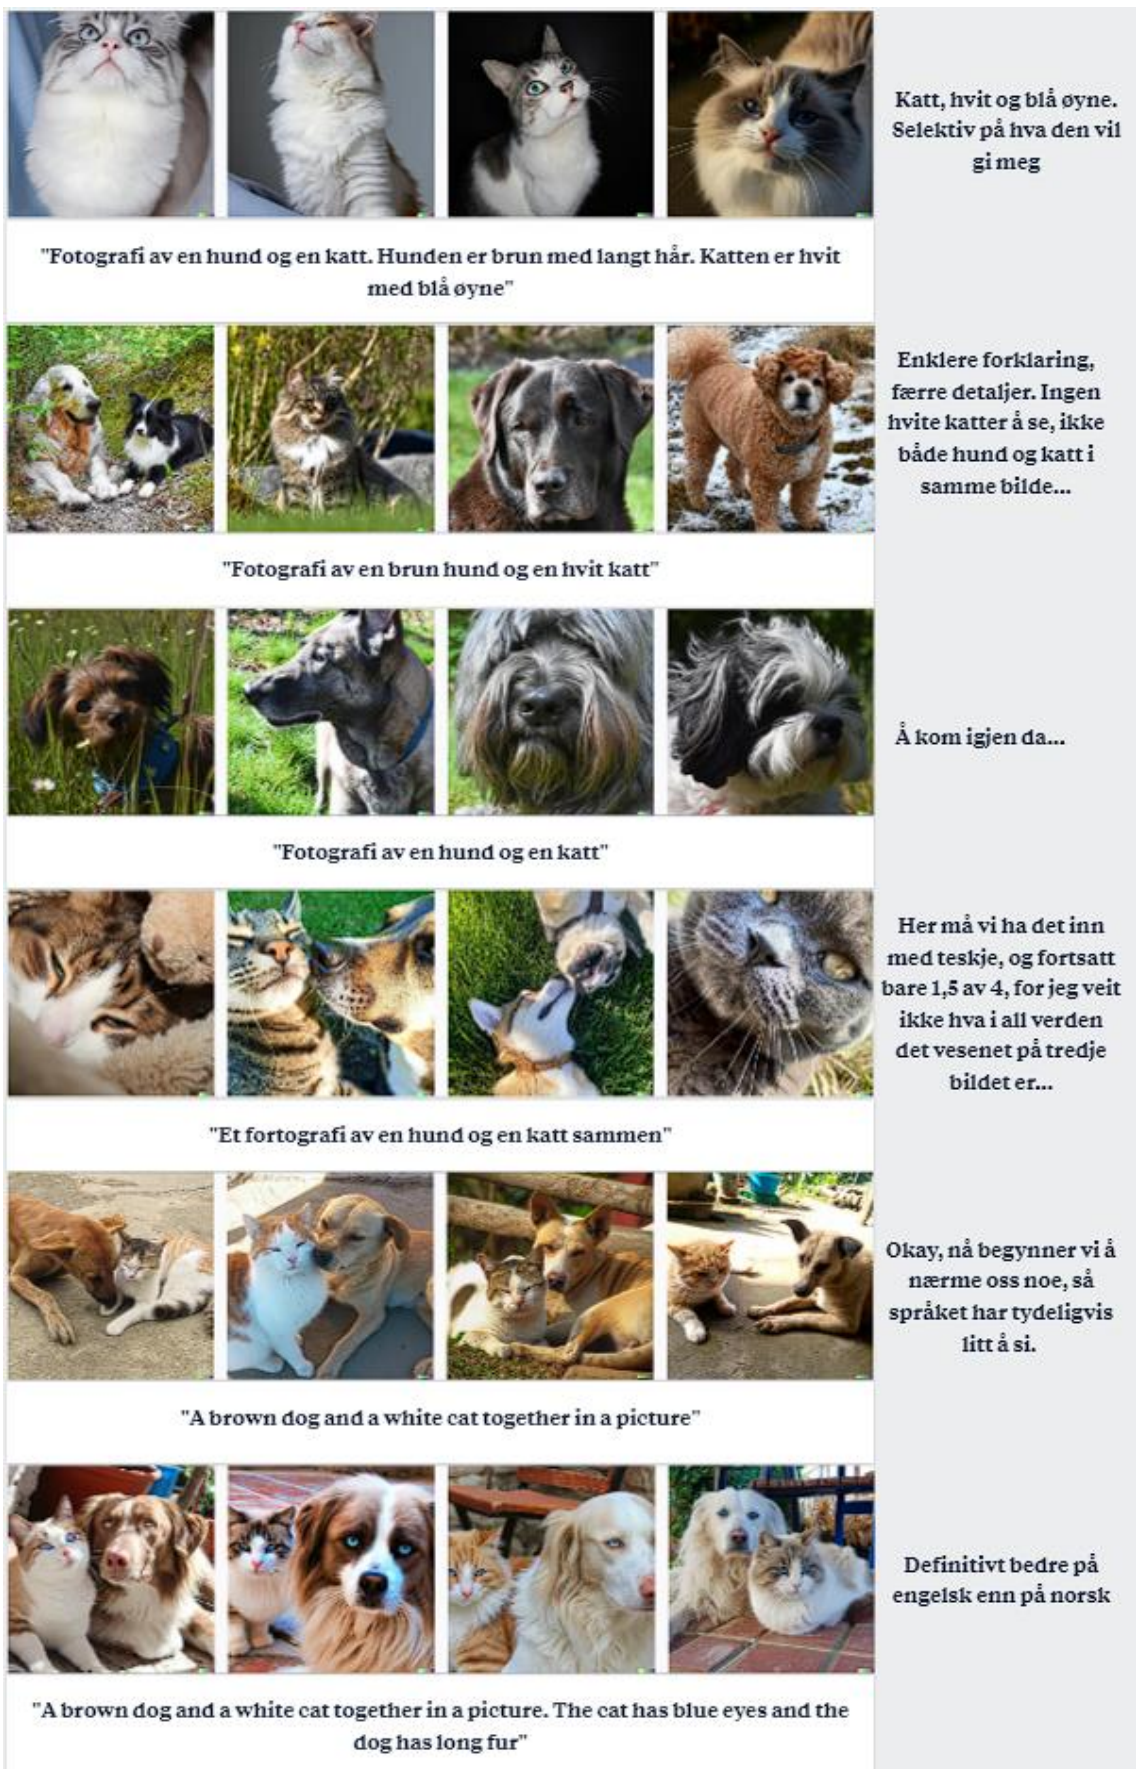 Katt, hvit og blå øyne.
Selektiv på hva den vil
gi meg
"Fotografi av en hund og en katt. Hunden er brun med langt hår. Katten er hvit
med blå øyne"
Enklere forklaring,
færre detaljer. Ingen
hvite katter å se, ikke
både hund og katt i
samme bilde...
"Fotografi av en brun hund og en hvit katt"
Å kom igjen da...
"Fotografi av en hund og en katt"
Her må vi ha det inn
med teskje, og fortsatt
bare 1,5 av 4, for jeg veit
ikke hva i all verden
det vesenet på tredje
bildet er...
"Et fortografi av en hund og en katt sammen"
Okay, nå begynner vi å
nærme oss noe, så
språket har tydeligvis
litt å si.
"A brown dog and a white cat together in a picture"
Definitivt bedre på
engelsk enn på norsk
"A brown dog and a white cat together in a picture. The cat has blue eyes and the
dog has long fur"